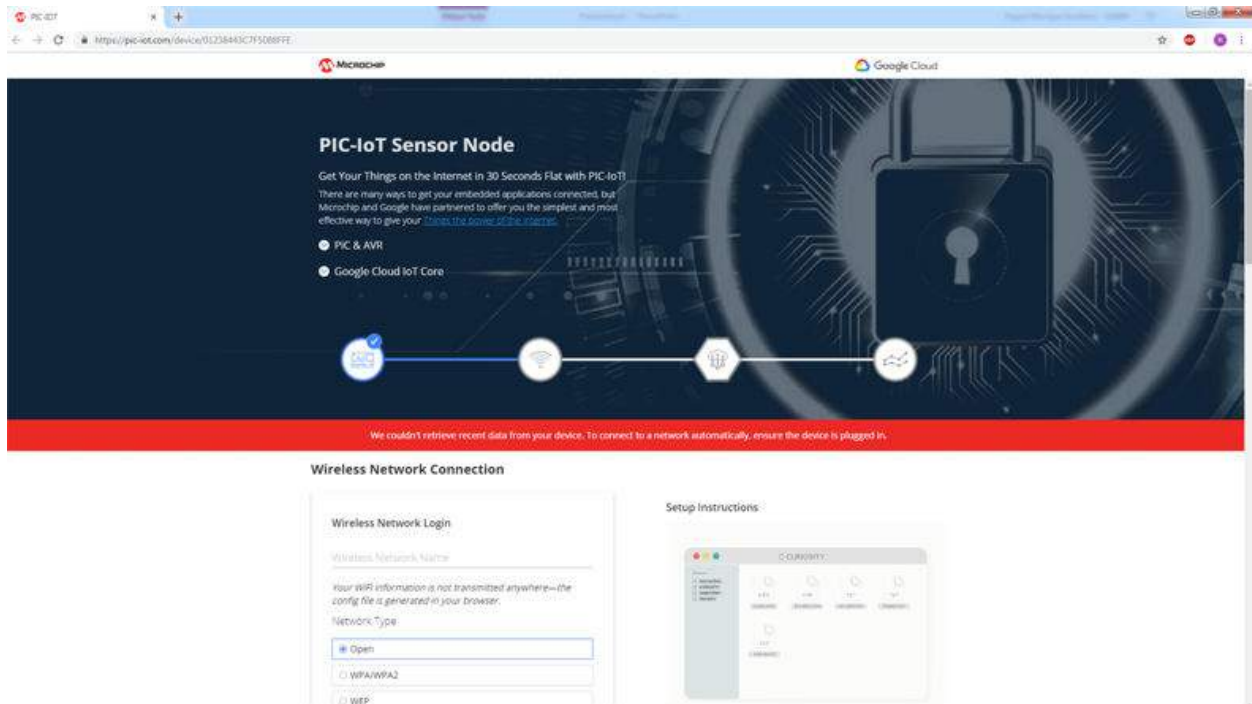 PIC-IOT
https://pic-iot.com/device/01238443C7F5088FFE
MICROCHIP
Google Cloud
PIC-IoT Sensor Node
Get Your Things on the Internet in 30 Seconds Flat with PIC-IoT!
There are many ways to get your embedded applications connected, but
Microchip and Google have partnered to offer you the simplest and most
effective way to give your Things the power of the Internet.
PIC & AVR
Google Cloud IoT Core
We couldn't retrieve recent data from your device. To connect to a network automatically, ensure the device is plugged in.
Wireless Network Connection
Wireless Network Login
Wireless Network Name
Your WiFi information is not transmitted anywhere—the
config file is generated in your browser.
Network Type
Open
WPA/WPA2
WEP
Setup Instructions
CURIOSITY